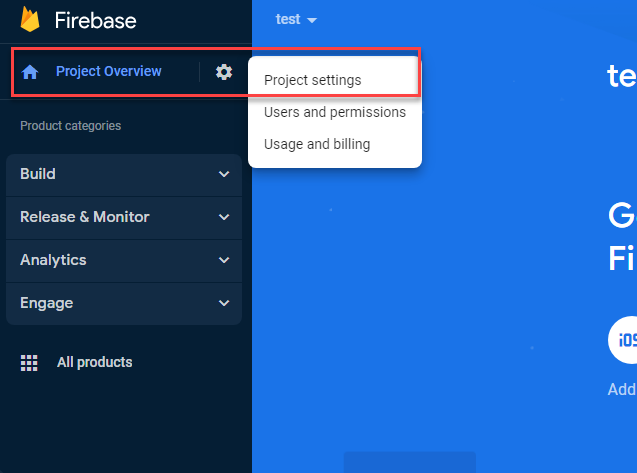 Firebase
test
Project Overview
Project settings
Users and permissions
Usage and billing
te
Product categories
Build
Release & Monitor
Analytics
Engage
All products
Fi
iOS
Add